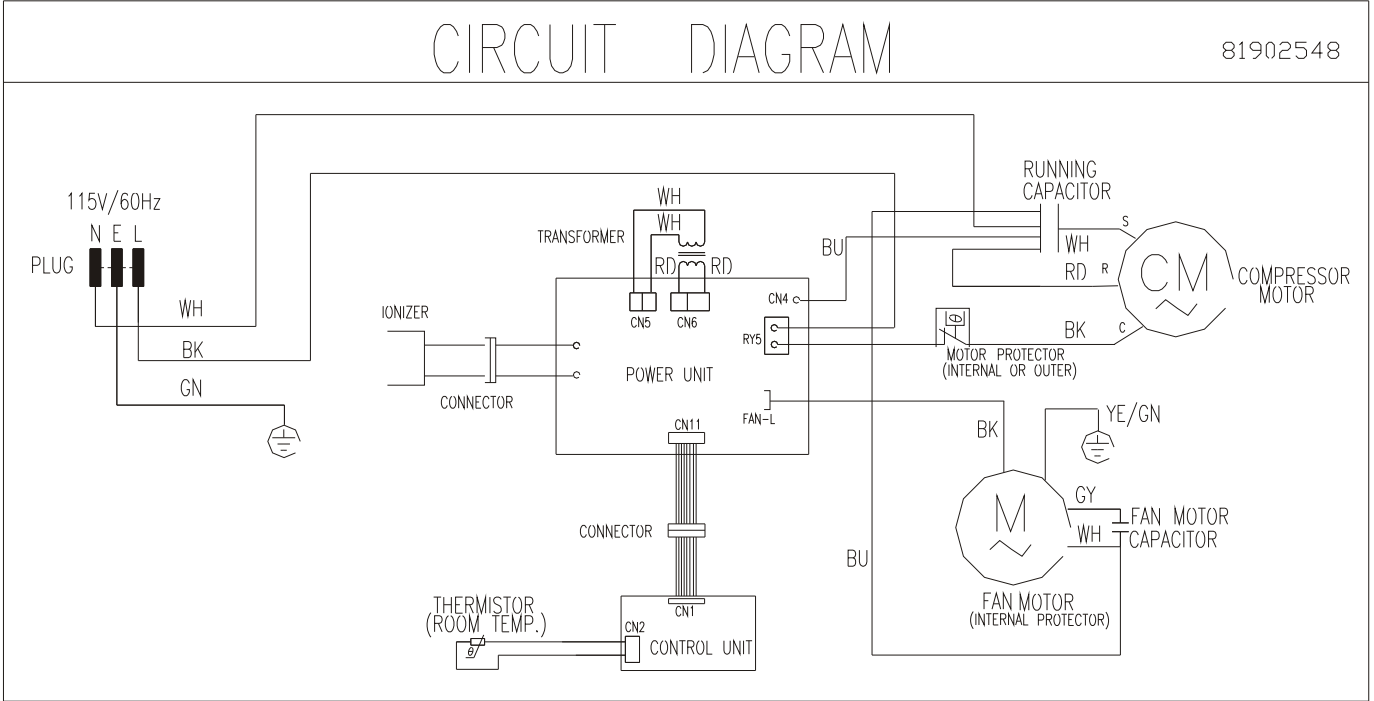 CIRCUIT DIAGRAM
81902548
115V/60Hz
N E L
PLUG
WH
BK
GN
IONIZER
CONNECTOR
TRANSFORMER
WH
WH
RD RD
CN5 CN6
CN4
RY5
POWER UNIT
FAN-L
CN11
CONNECTOR
CN1
THERMISTOR
(ROOM TEMP.)
θ
CN2
CONTROL UNIT
BU
RUNNING
CAPACITOR
S
WH
RD R
CM
COMPRESSOR
MOTOR
C
BK
θ
MOTOR PROTECTOR
(INTERNAL OR OUTER)
BK
YE/GN
M
GY
WH
FAN MOTOR
CAPACITOR
BU
FAN MOTOR
(INTERNAL PROTECTOR)